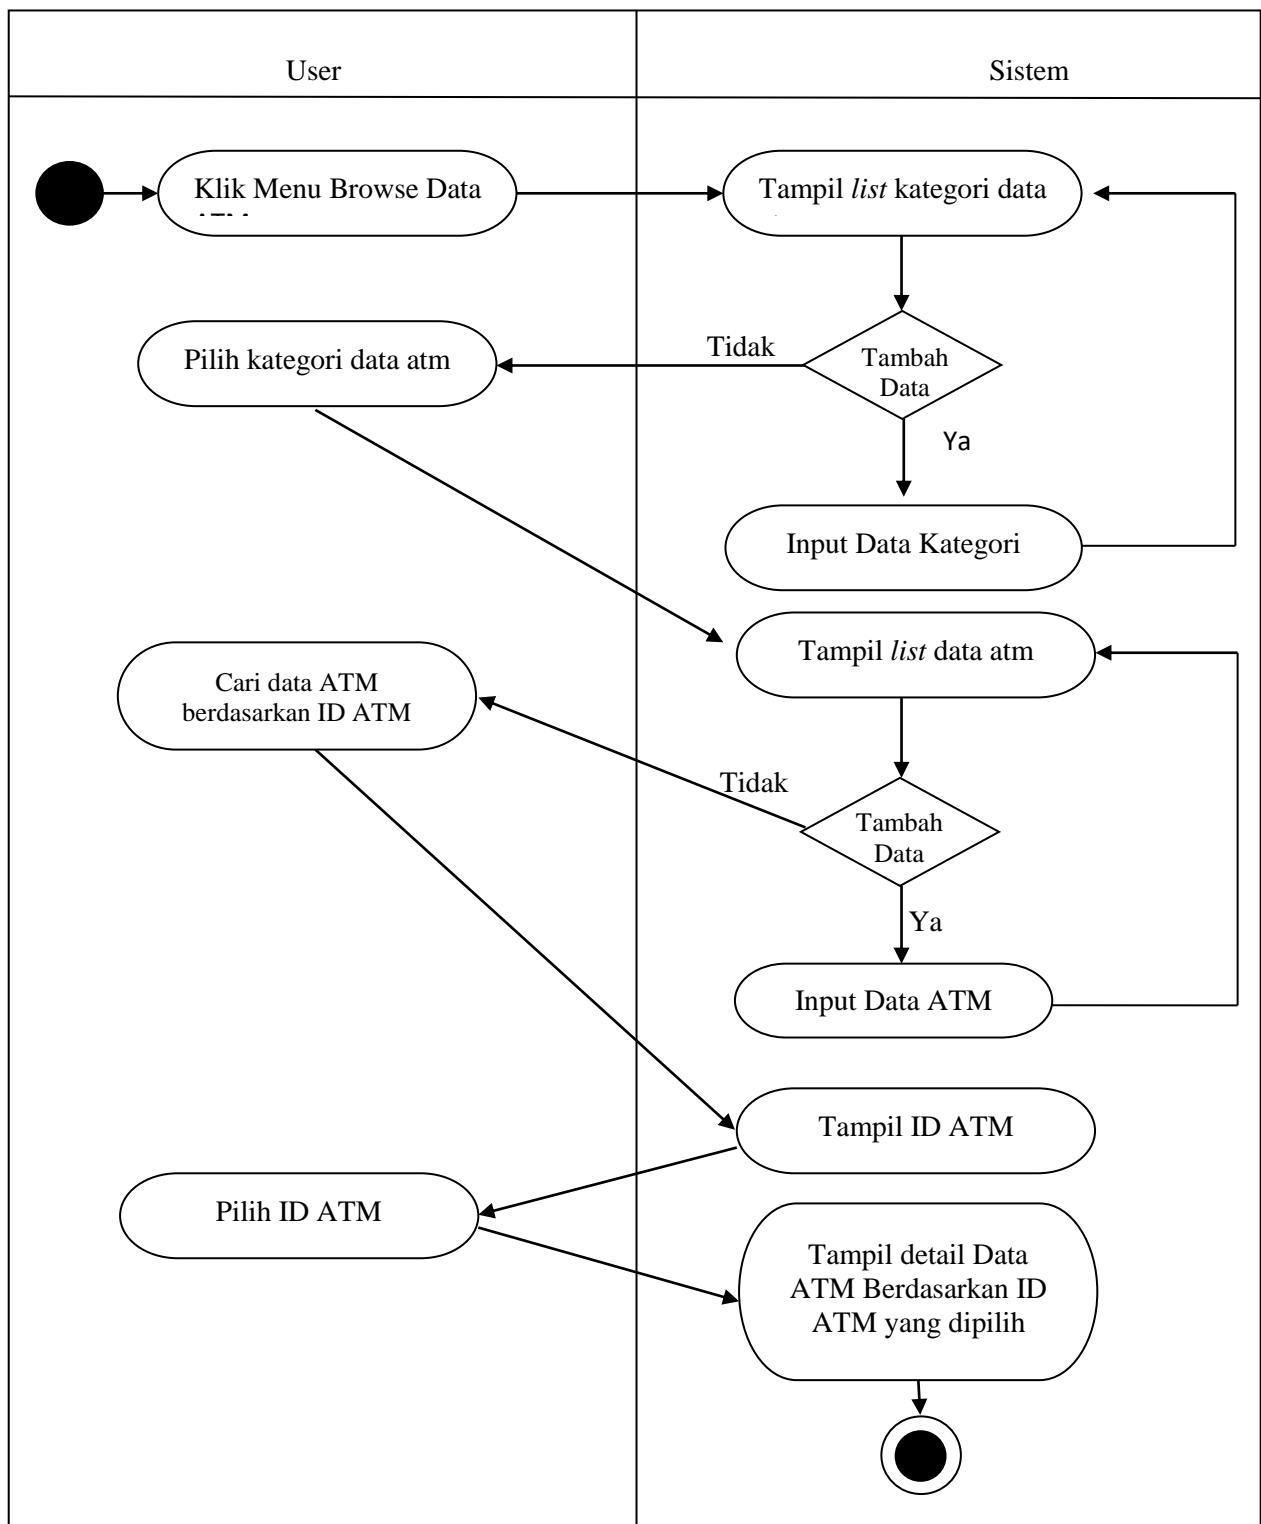 User
Sistem
Klik Menu Browse Data
Tampil list kategori data
Pilih kategori data atm
Tidak
Tambah
Data
Ya
Input Data Kategori
Tampil list data atm
Cari data ATM
berdasarkan ID ATM
Tidak
Tambah
Data
Ya
Input Data ATM
Tampil ID ATM
Pilih ID ATM
Tampil detail Data
ATM Berdasarkan ID
ATM yang dipilih